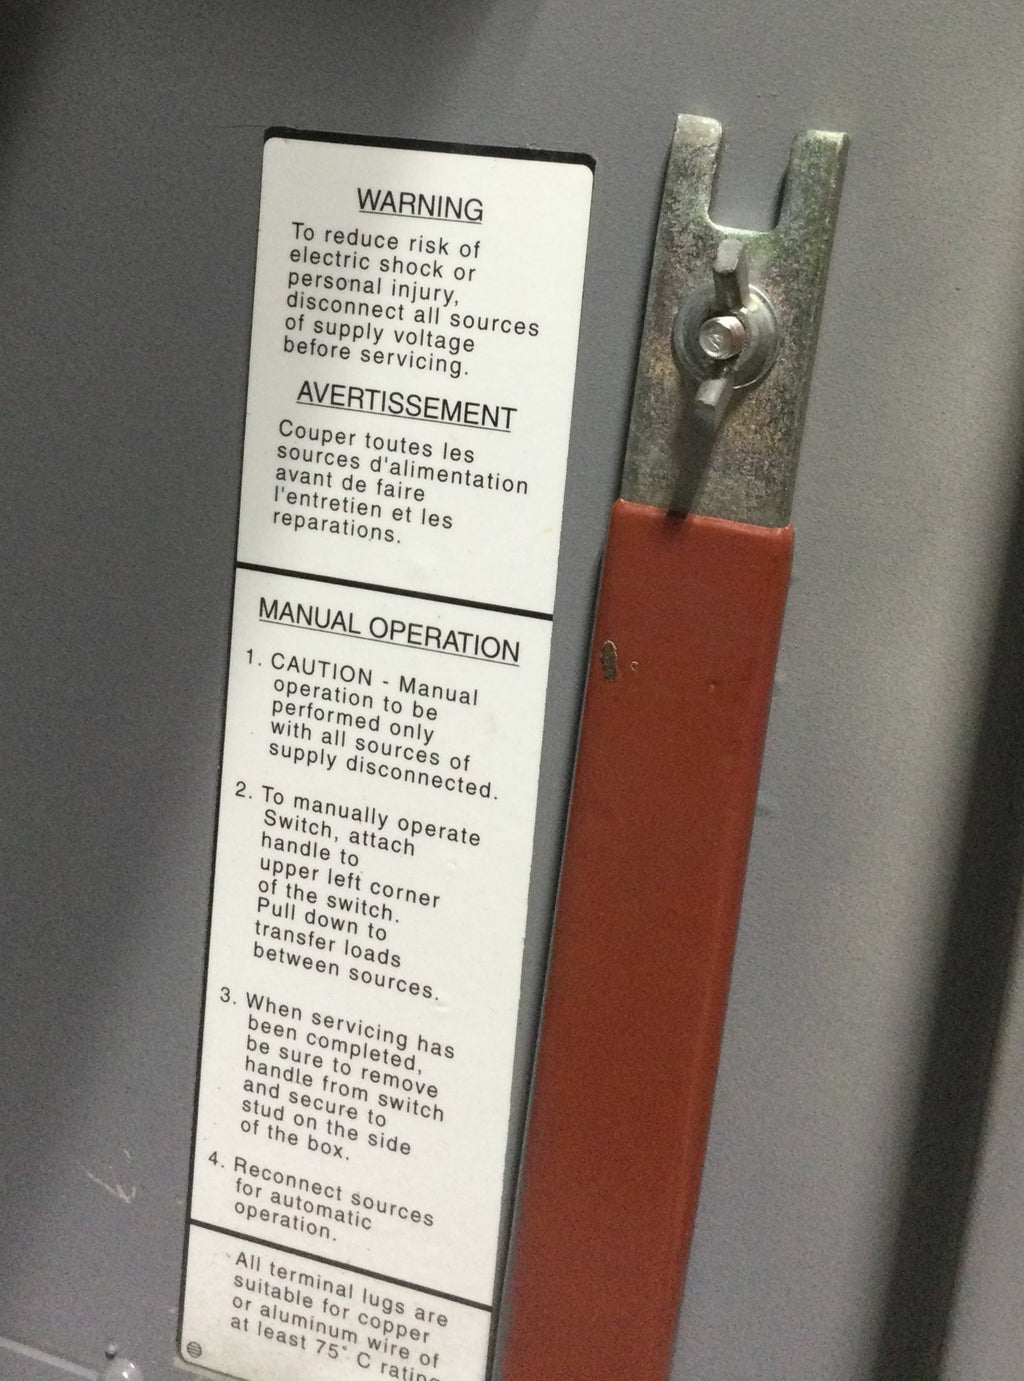 WARNING
To reduce risk of
electric shock or
personal injury,
disconnect all sources
of supply voltage
before servicing.
AVERTISSEMENT
Couper toutes les
sources d'alimentation
avant de faire
l'entretien et les
reparations.
MANUAL OPERATION
1. CAUTION - Manual
operation to be
performed only
with all sources of
supply disconnected.
2. To manually operate
Switch, attach
handle to
upper left corner
of the switch.
Pull down to
transfer loads
between sources.
3. When servicing has
been completed,
be sure to remove
handle from switch
and secure to
stud on the side
of the box.
4. Reconnect sources
for automatic
operation.
All terminal lugs are
suitable for copper
or aluminum wire of
at least 75° C rating